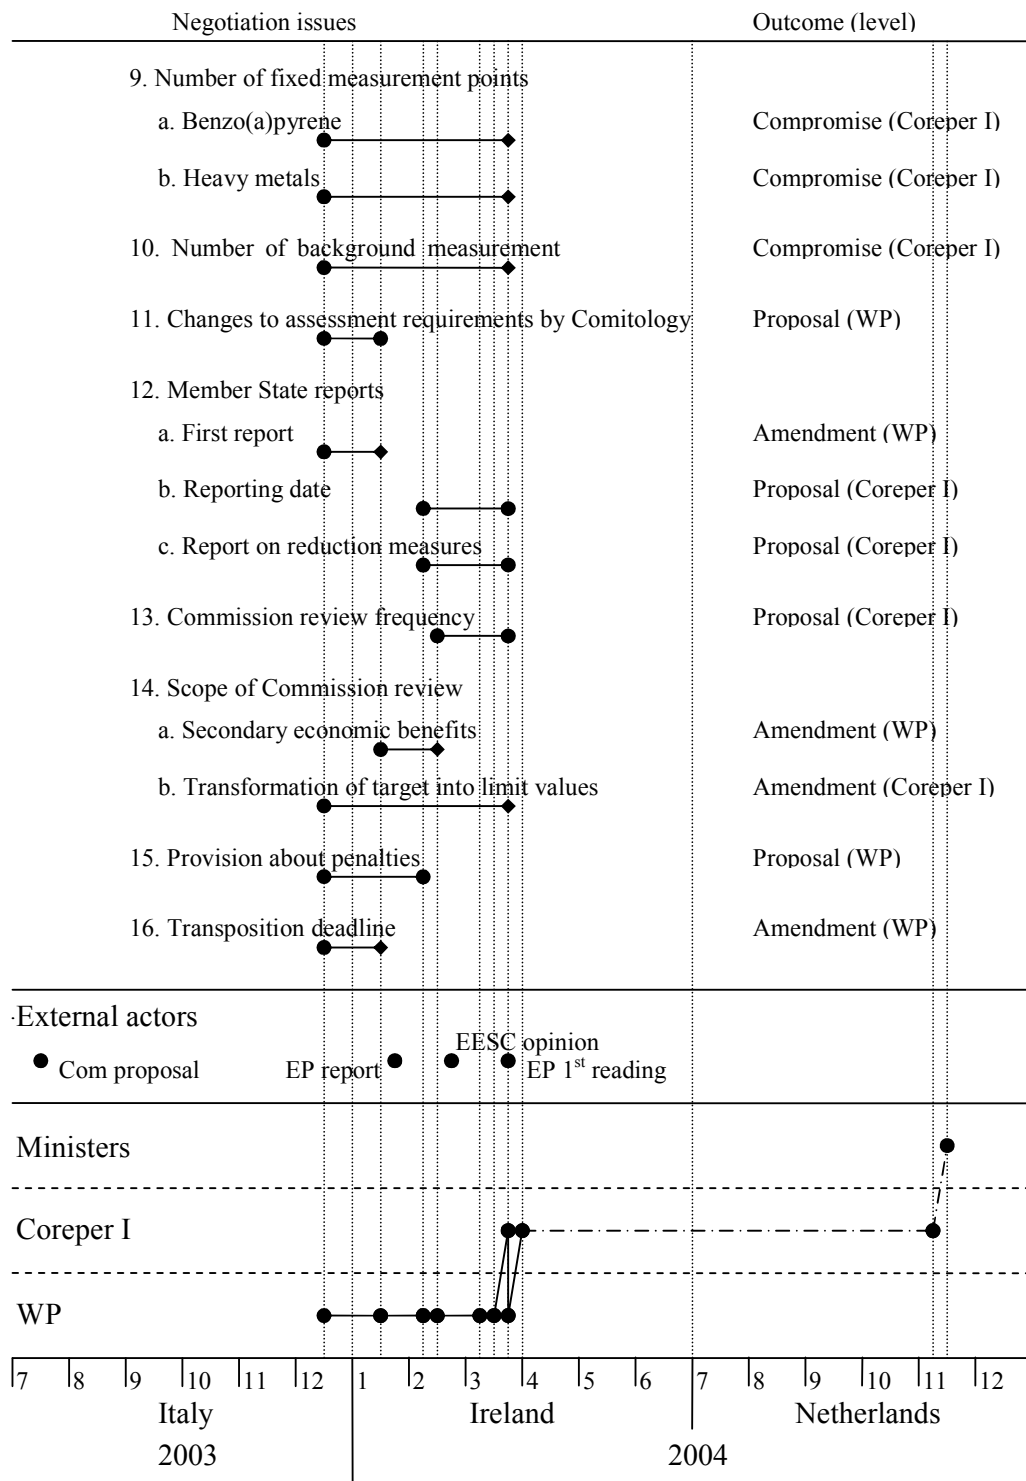 Negotiation issues Outcome (level)
9. Number of fixed measurement points
a. Benzo(a)pyrene Compromise (Coreper I)
b. Heavy metals Compromise (Coreper I)
10. Number of background measurement Compromise (Coreper I)
11. Changes to assessment requirements by Comitology Proposal (WP)
12. Member State reports
a. First report Amendment (WP)
b. Reporting date Proposal (Coreper I)
c. Report on reduction measures Proposal (Coreper I)
13. Commission review frequency Proposal (Coreper I)
14. Scope of Commission review
a. Secondary economic benefits Amendment (WP)
b. Transformation of target into limit values Amendment (Coreper I)
15. Provision about penalties Proposal (WP)
16. Transposition deadline Amendment (WP)
External actors
EESC opinion
Com proposal EP report EP 1st reading
Ministers
Coreper I
WP
7 8 9 10 11 12 1 2 3 4 5 6 7 8 9 10 11 12
Italy Ireland Netherlands
2003 2004